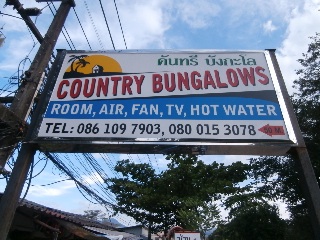 คันทรี บังกะโล
COUNTRY BUNGALOWS
ROOM, AIR, FAN, TV, HOT WATER
TEL: 086 109 7903, 080 015 3078